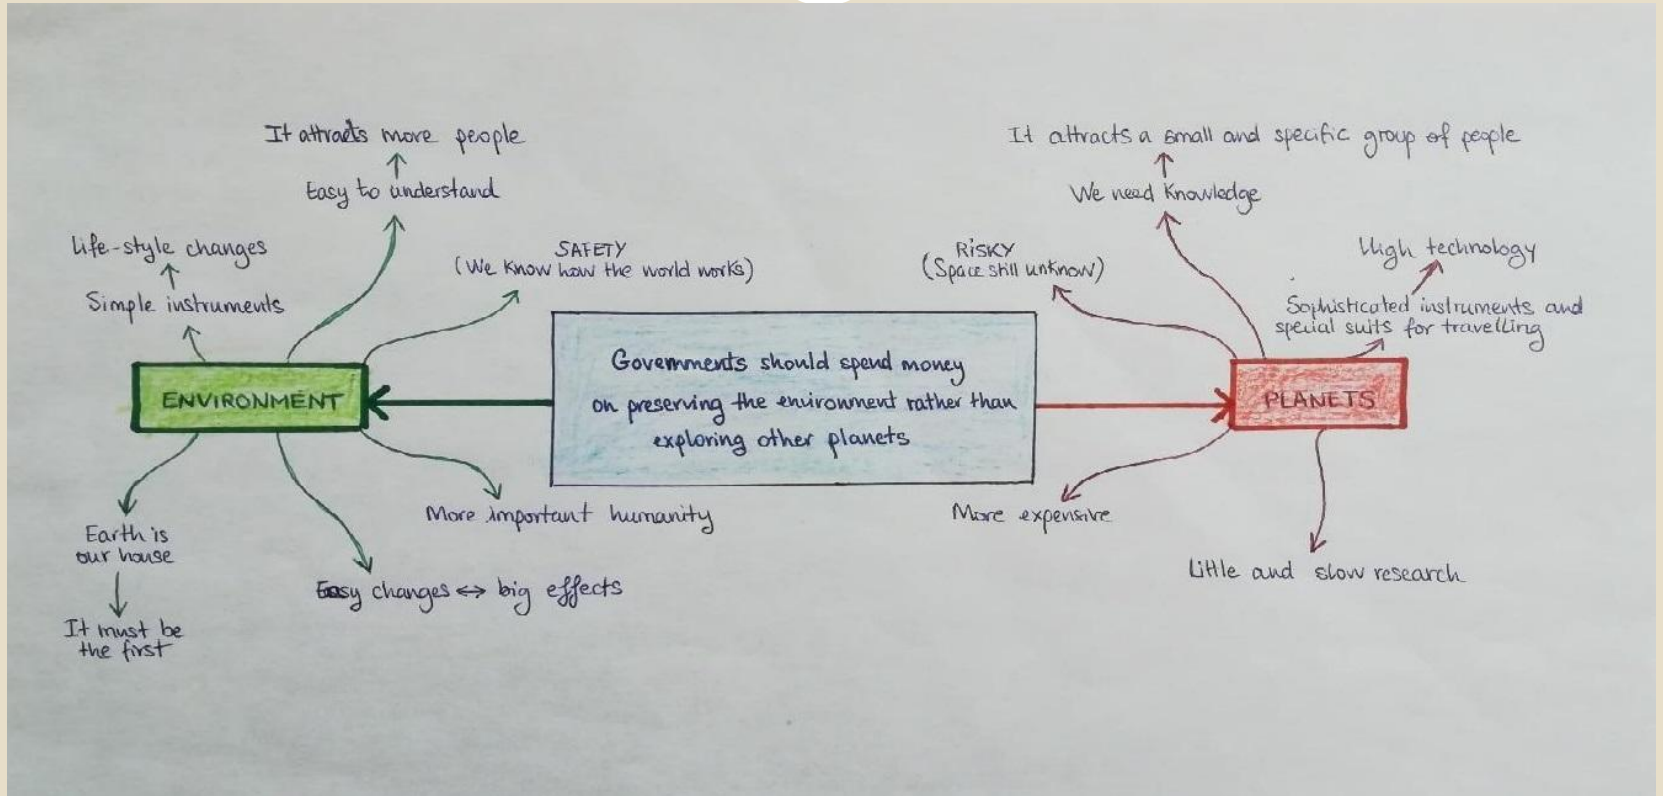 It attracts more people
Easy to understand
Life-style changes
Simple instruments
SAFETY
(We know how the world works)
ENVIRONMENT
Earth is
our house
It must be
the first
Easy changes ↔ big effects
More important humanity
Governments should spend money
on preserving the environment rather than
exploring other planets
It attracts a small and specific group of people
We need knowledge
RISKY
(Space still unknow)
High technology
Sophisticated instruments and
special suits for travelling
PLANETS
More expensive
Little and slow research